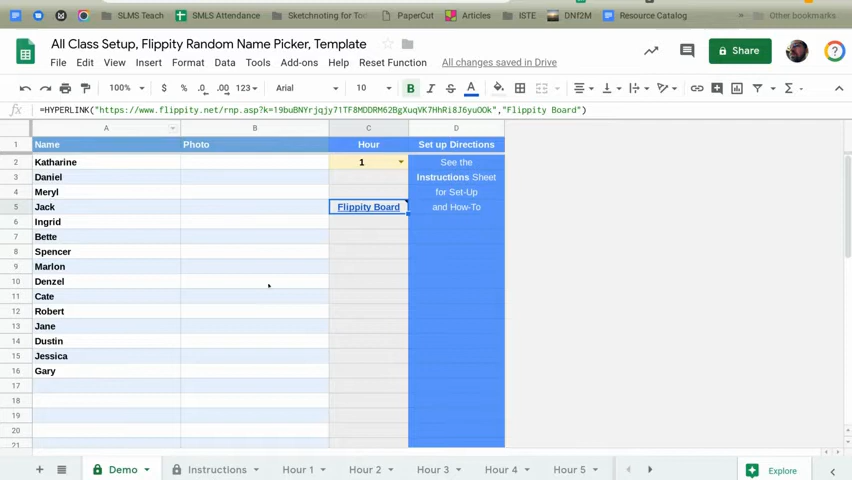 SLMS Teach
SMLS Attendance
Sketchnoting for Too
PaperCut
Articles
ISTE
DNf2M
Resource Catalog
Other bookmarks
All Class Setup, Flippity Random Name Picker, Template
File Edit View Insert Format Data Tools Add-ons Help Reset Function All changes saved in Drive
Share
100% $ % .0 .00 123 Arial 10 B I S A
fx =HYPERLINK("https://www.flippity.net/rnp.asp?k=19buBNYrjqjy71TF8MDDRM62BgXuqVK7HhRi8J6yuOOk","Flippity Board")
A B C D
1 Name Photo Hour Set up Directions
2 Katharine 1 See the
3 Daniel Instructions Sheet
4 Meryl for Set-Up
5 Jack Flippity Board and How-To
6 Ingrid
7 Bette
8 Spencer
9 Marlon
10 Denzel
11 Cate
12 Robert
13 Jane
14 Dustin
15 Jessica
16 Gary
17
18
19
20
21
Demo Instructions Hour 1 Hour 2 Hour 3 Hour 4 Hour 5 Explore